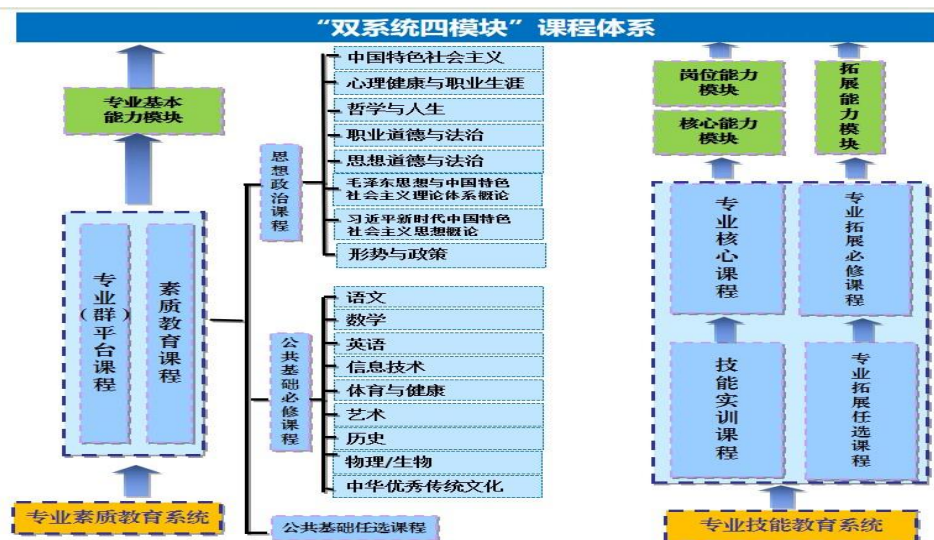 “双系统四模块”课程体系
专业基本
能力模块
专业（群）平台课程
素质教育课程
专业素质教育系统
思想政治课程
中国特色社会主义
心理健康与职业生涯
哲学与人生
职业道德与法治
思想道德与法治
毛泽东思想与中国特色
社会主义理论体系概论
习近平新时代中国特色
社会主义思想概论
形势与政策
公共基础必修课程
语文
数学
英语
信息技术
体育与健康
艺术
历史
物理/生物
中华优秀传统文化
公共基础任选课程
岗位能力
模块
核心能力
模块
拓展能力模块
专业核心课程
专业拓展必修课程
技能实训课程
专业拓展任选课程
专业技能教育系统